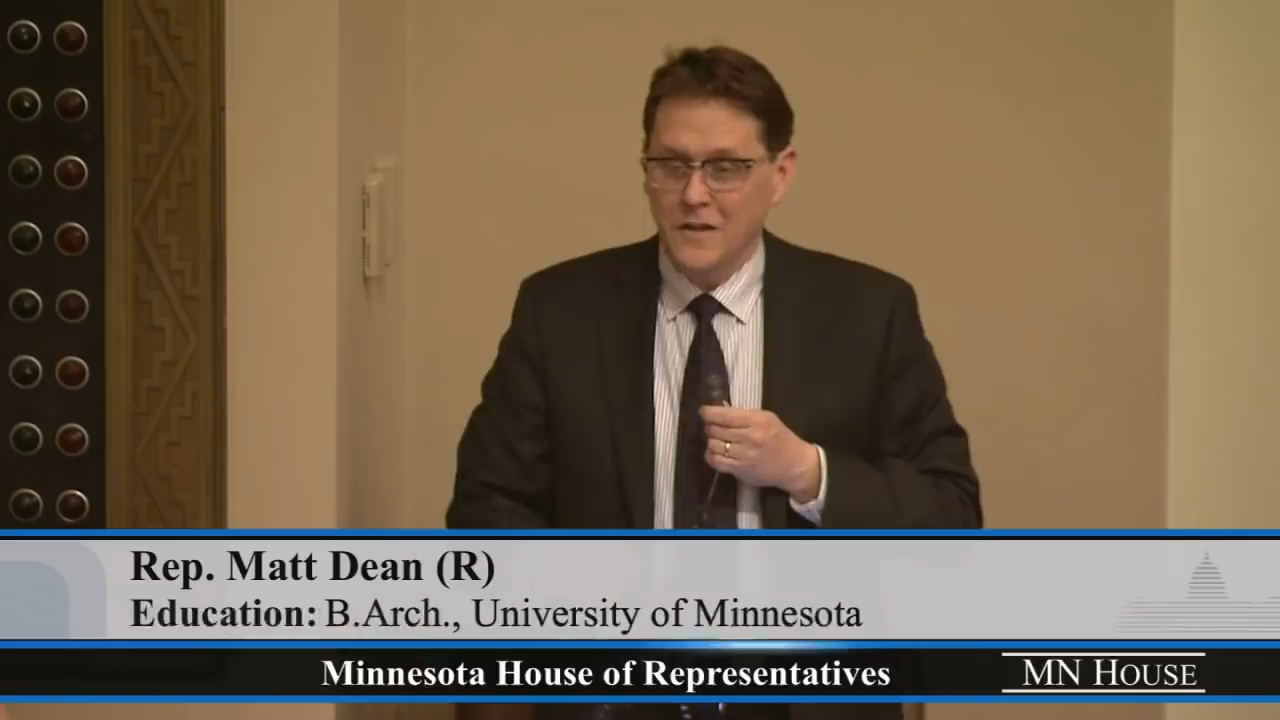 Rep. Matt Dean (R)
Education: B.Arch., University of Minnesota
Minnesota House of Representatives
MN HOUSE